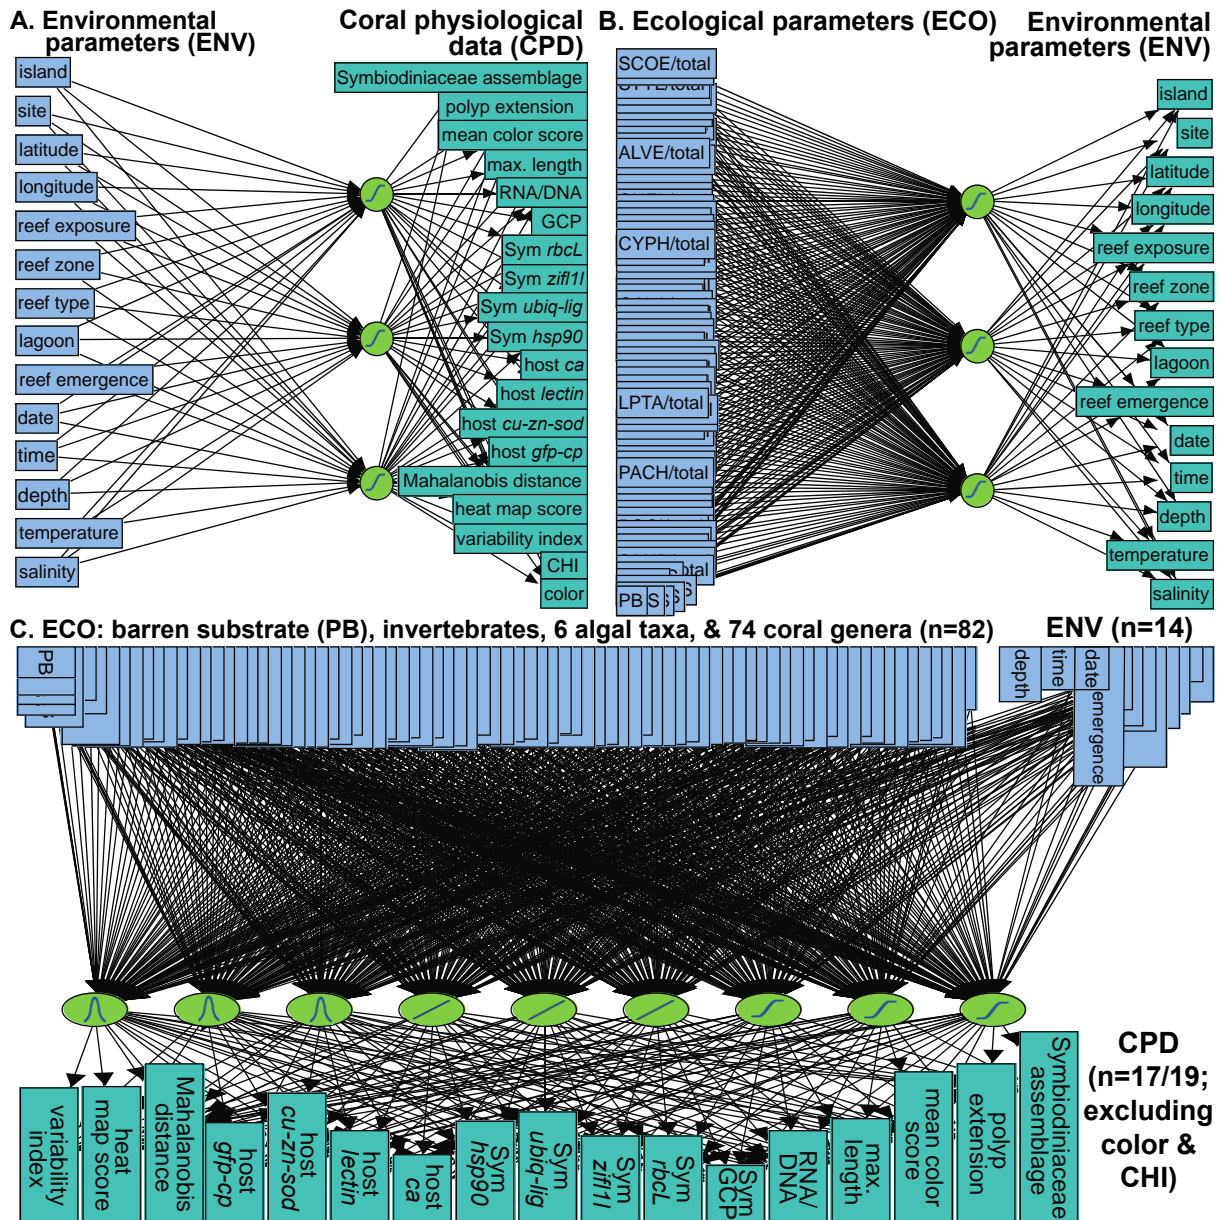 A. Environmental
parameters (ENV)
Coral physiological
data (CPD)
island
site
latitude
longitude
reef exposure
reef zone
reef type
lagoon
reef emergence
date
time
depth
temperature
salinity
Symbiodiniaceae assemblage
polyp extension
mean color score
max. length
RNA/DNA
GCP
Sym rbcL
Sym zifl1l
Sym ubiq-lig
Sym hsp90
host ca
host lectin
host cu-zn-sod
host gfp-cp
Mahalanobis distance
heat map score
variability index
CHI
color
B. Ecological parameters (ECO)
Environmental
parameters (ENV)
SCOE/total
ALVE/total
CYPH/total
LPTA/total
PACH/total
otal
PB
S
S
S
S
island
site
latitude
longitude
reef exposure
reef zone
reef type
lagoon
reef emergence
date
time
depth
temperature
salinity
C. ECO: barren substrate (PB), invertebrates, 6 algal taxa, & 74 coral genera (n=82)
ENV (n=14)
PB
depth
time
date
emergence
variability
index
heat
map score
Mahalanobis
distance
host
gfp-cp
host
cu-zn-sod
host
lectin
host
ca
Sym
hsp90
Sym
ubiq-lig
Sym
zifl1l
Sym
rbcL
Sym
GCP
RNA/
DNA
max.
length
mean color
score
polyp
extension
Symbiodiniaceae
assemblage
CPD
(n=17/19;
excluding
color &
CHI)